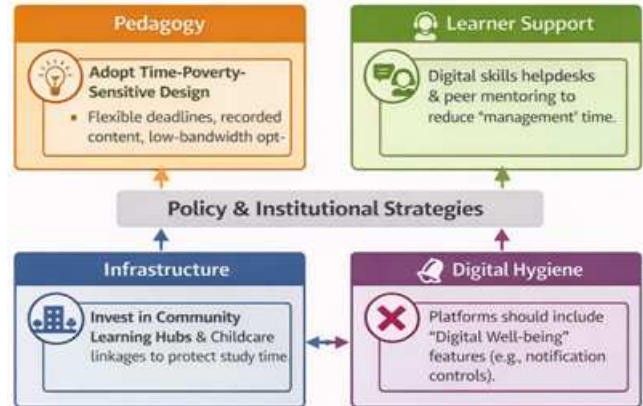 Pedagogy
Adopt Time-Poverty-
Sensitive Design
• Flexible deadlines, recorded
content, low-bandwidth opt-
Learner Support
Digital skills helpdesks
& peer mentoring to
reduce "management' time.
Policy & Institutional Strategies
Infrastructure
Invest in Community
Learning Hubs & Childcare
linkages to protect study time
Digital Hygiene
Platforms should include
"Digital Well-being"
features (e.g., notification
controls).